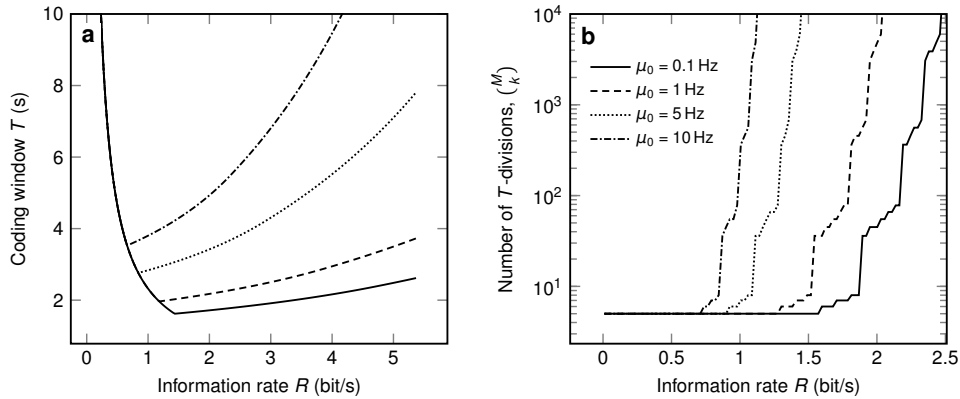 a
10
8
6
4
2
0
1
2
3
4
5
Coding window T (s)
Information rate R (bit/s)
b
μ₀ = 0.1 Hz
μ₀ = 1 Hz
μ₀ = 5 Hz
μ₀ = 10 Hz
10⁴
10³
10²
10¹
0
0.5
1
1.5
2
2.5
Number of T-divisions, (M k)
Information rate R (bit/s)